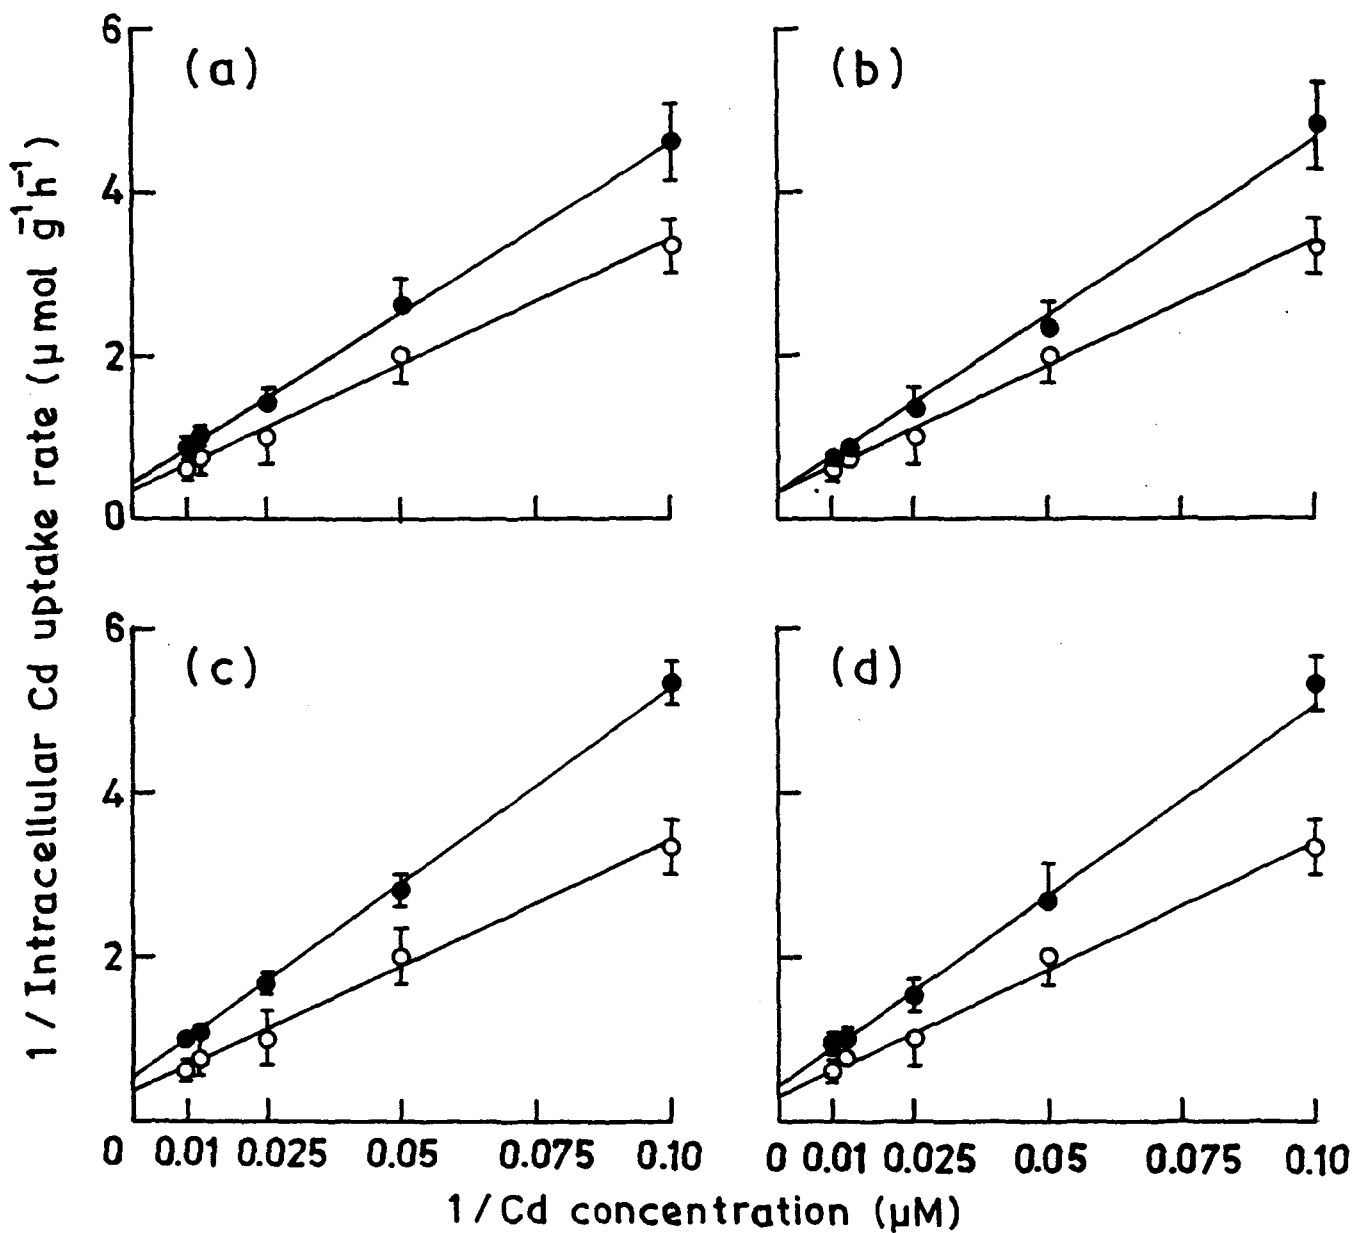 (a)
(b)
6
4
2
0
(c)
(d)
6
4
2
0 0.01 0.025 0.05 0.075 0.10
0 0.01 0.025 0.05 0.075 0.10
1/Cd concentration (μM)
1/Intracellular Cd uptake rate (μmol g⁻¹h⁻¹)